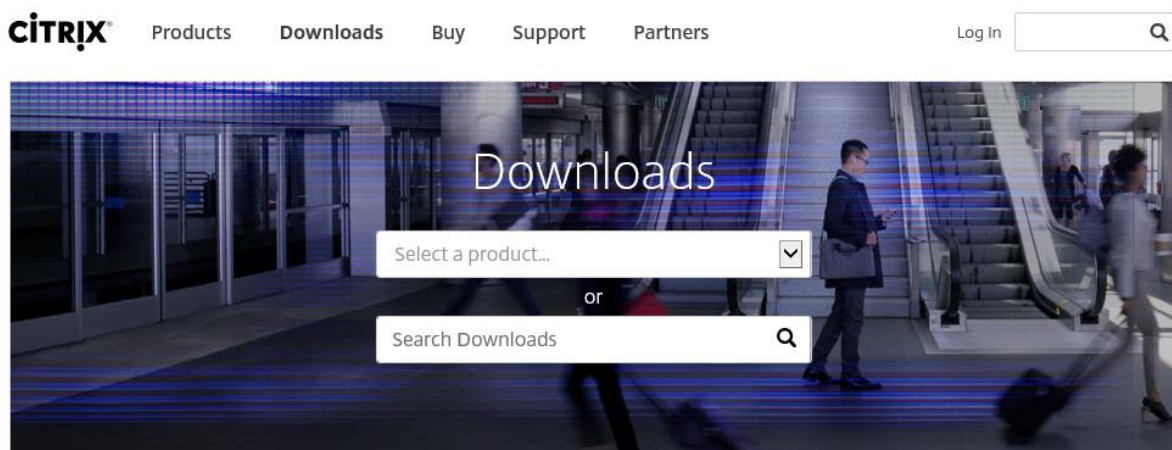 CİTRIX®
Products Downloads Buy Support Partners Log In
Downloads
Select a product...
or
Search Downloads